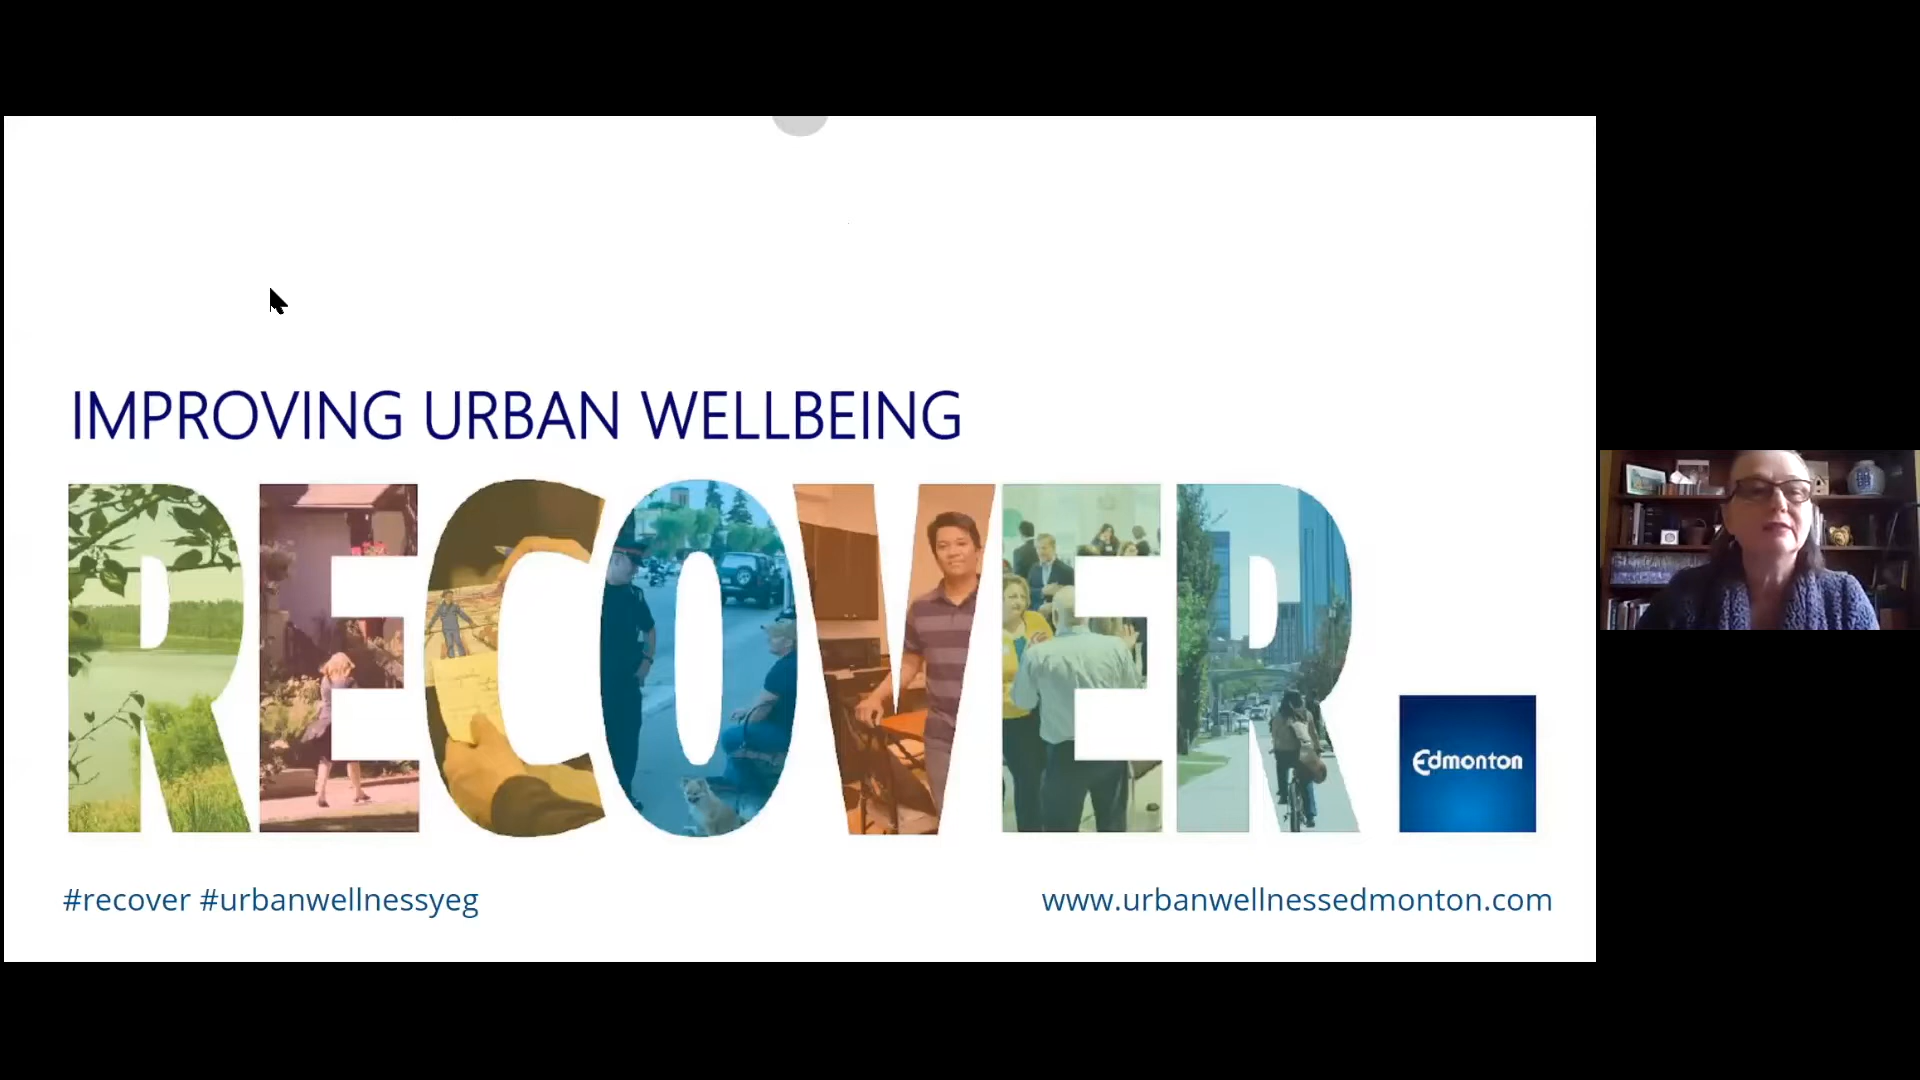 IMPROVING URBAN WELLBEING
RECOVER.
Edmonton
#recover #urbanwellnessyeg
www.urbanwellnessedmonton.com